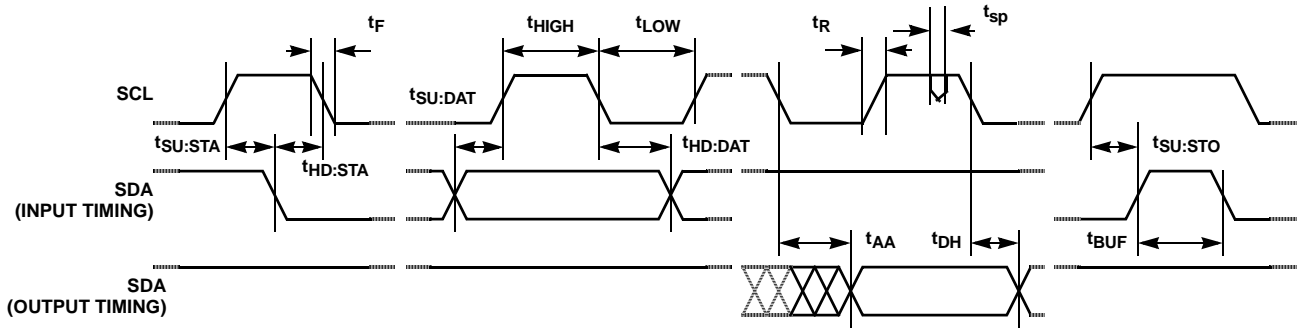 tF
tHIGH
tLOW
tR
tsp
SCL
tSU:DAT
tSU:STA
tHD:STA
tHD:DAT
tSU:STO
SDA
(INPUT TIMING)
tAA
tDH
tBUF
SDA
(OUTPUT TIMING)